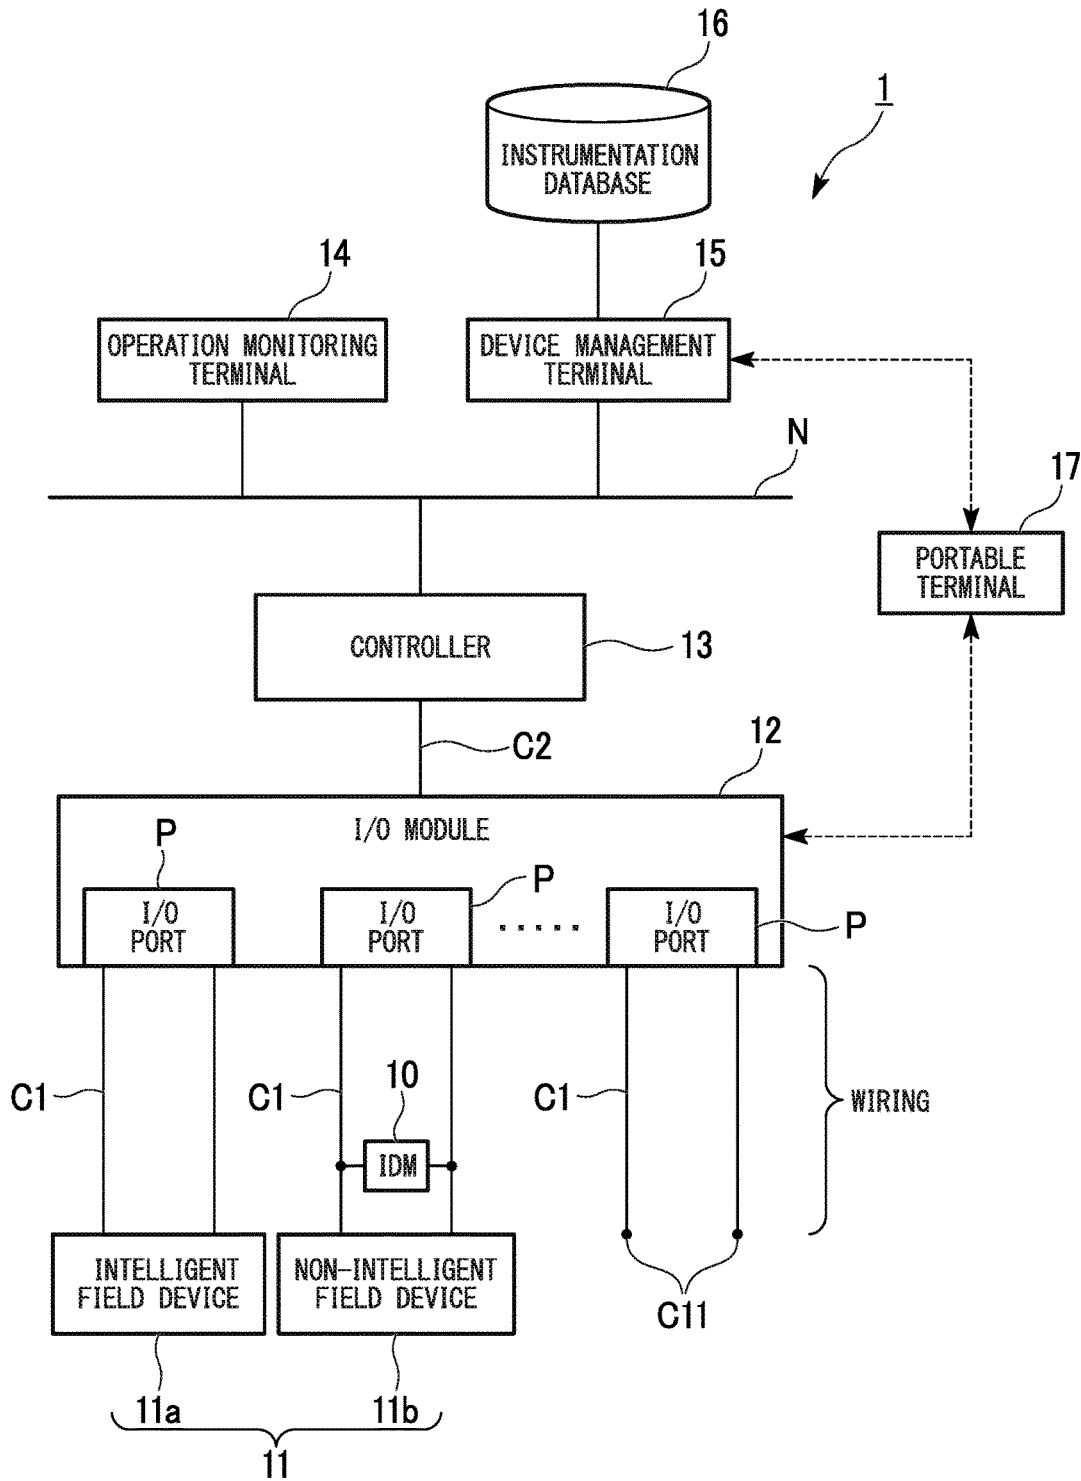 16
1
INSTRUMENTATION
DATABASE
14
15
OPERATION MONITORING
TERMINAL
DEVICE MANAGEMENT
TERMINAL
N
17
PORTABLE
TERMINAL
CONTROLLER
13
C2
12
I/O MODULE
P
P
P
I/O
PORT
I/O
PORT
.....
I/O
PORT
C1
C1
10
IDM
C1
WIRING
INTELLIGENT
FIELD DEVICE
NON-INTELLIGENT
FIELD DEVICE
C11
11a
11b
11